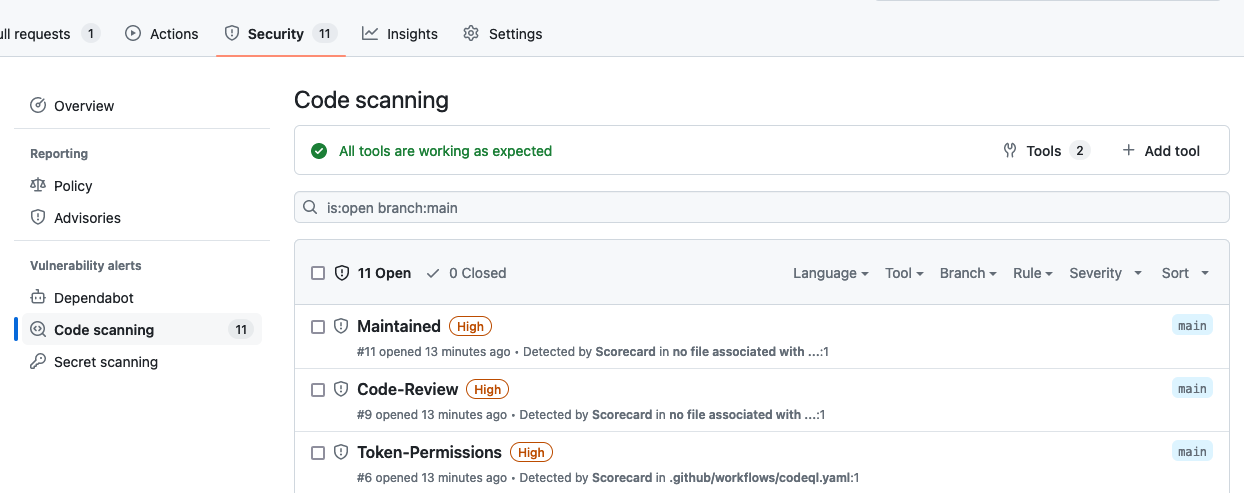 ull requests 1 Actions Security 11 Insights Settings
Overview
Reporting
Policy
Advisories
Vulnerability alerts
Dependabot
Code scanning 11
Secret scanning
Code scanning
All tools are working as expected Tools 2 Add tool
is:open branch:main
11 Open 0 Closed Language Tool Branch Rule Severity Sort
Maintained High main
#11 opened 13 minutes ago • Detected by Scorecard in no file associated with ...:1
Code-Review High main
#9 opened 13 minutes ago • Detected by Scorecard in no file associated with ...:1
Token-Permissions High main
#6 opened 13 minutes ago • Detected by Scorecard in .github/workflows/codeql.yaml:1